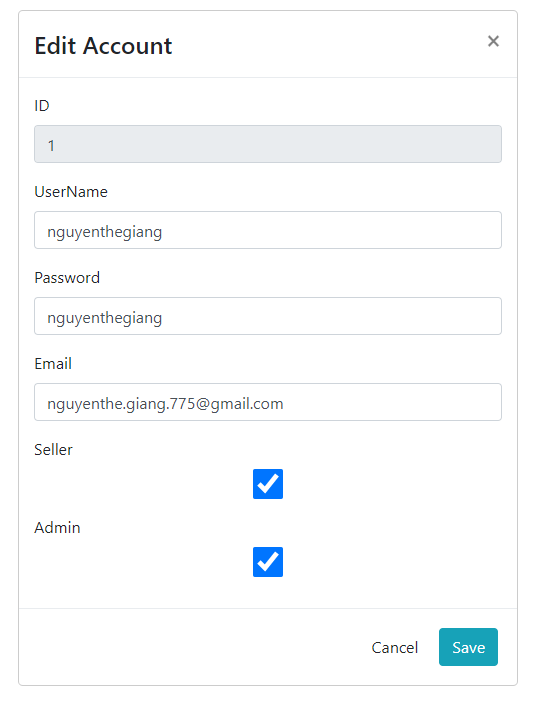 Edit Account
×
ID
1
UserName
nguyenthegiang
Password
nguyenthegiang
Email
nguyenthe.giang.775@gmail.com
Seller
Admin
Cancel Save